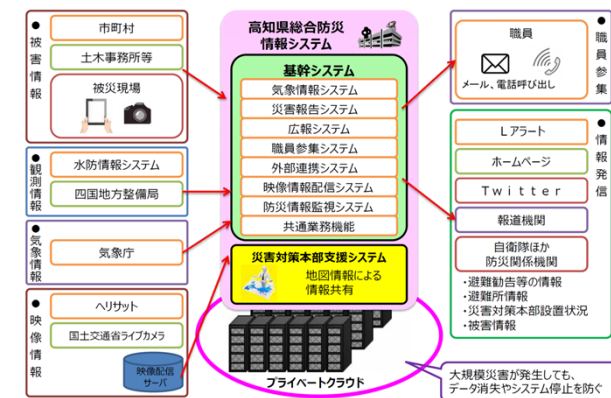 ●被害情報
市町村
土木事務所等
被災現場
●観測情報
水防情報システム
四国地方整備局
●気象情報
気象庁
●映像情報
ヘリサット
国土交通省ライブカメラ
映像配信
サーバ
高知県総合防災
情報システム
基幹システム
気象情報システム
災害報告システム
広報システム
職員参集システム
外部連携システム
映像情報配信システム
防災情報監視システム
共通業務機能
災害対策本部支援システム
地図情報による
情報共有
プライベートクラウド
●職員参集
職員
メール、電話呼び出し
●情報発信
Lアラート
ホームページ
Twitter
報道機関
自衛隊ほか
防災関係機関
・避難勧告等の情報
・避難所情報
・災害対策本部設置状況
・被害情報
大規模災害が発生しても、
データ消失やシステム停止を防ぐ